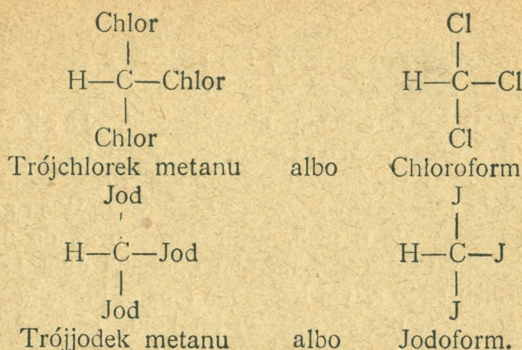 Chlor Cl
H—C—Chlor H—C—Cl
Chlor Cl
Trójchlorek metanu albo Chloroform
Jod J
H—C—Jod H—C—J
Jod J
Trójjodek metanu albo Jodoform.